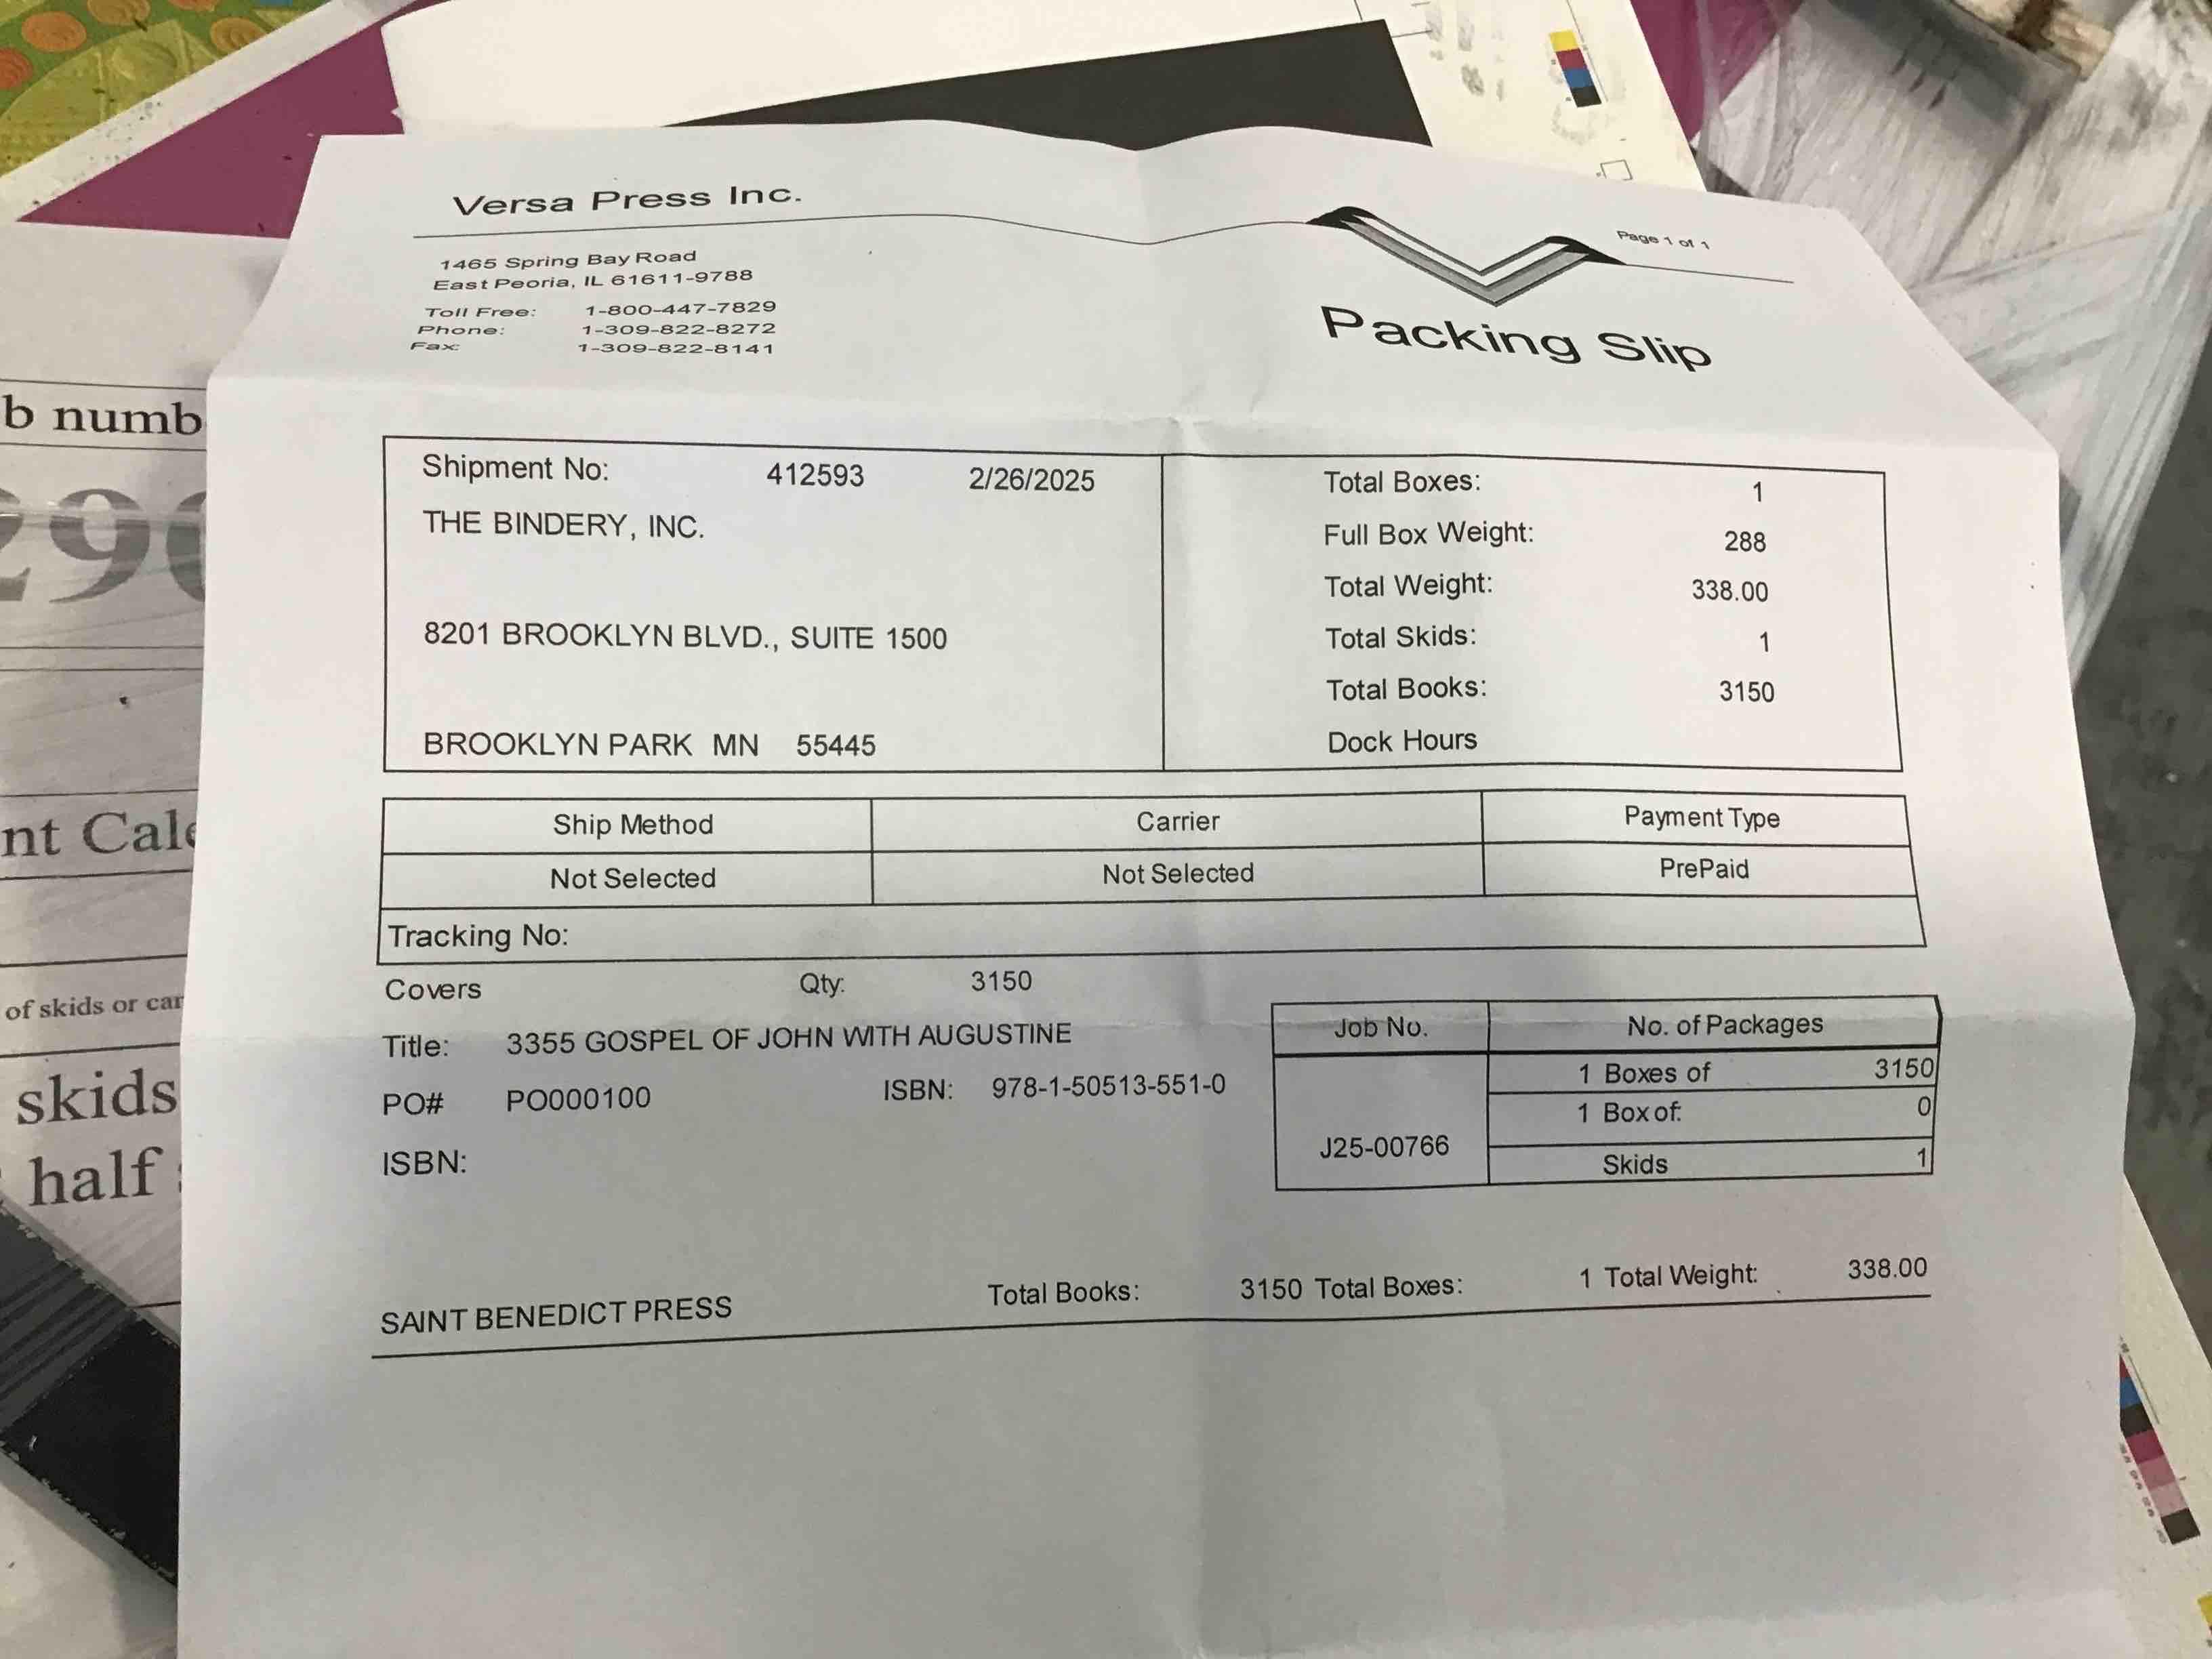 Versa Press Inc.
Page 1 of 1
1465 Spring Bay Road
East Peoria, IL 61611-9788
Toll Free: 1-800-447-7829
Phone: 1-309-822-8272
Fax: 1-309-822-8141
Packing Slip
Shipment No: 412593 2/26/2025
THE BINDERY, INC.
8201 BROOKLYN BLVD., SUITE 1500
BROOKLYN PARK MN 55445
Total Boxes: 1
Full Box Weight: 288
Total Weight: 338.00
Total Skids: 1
Total Books: 3150
Dock Hours
Ship Method Carrier Payment Type
Not Selected Not Selected PrePaid
Tracking No:
Covers Qty: 3150
Title: 3355 GOSPEL OF JOHN WITH AUGUSTINE
PO# PO000100 ISBN: 978-1-50513-551-0
ISBN:
Job No. No. of Packages
1 Boxes of 3150
1 Box of: 0
J25-00766
Skids 1
SAINT BENEDICT PRESS Total Books: 3150 Total Boxes: 1 Total Weight: 338.00
b numb
290
nt Cale
of skids or car
skids
half